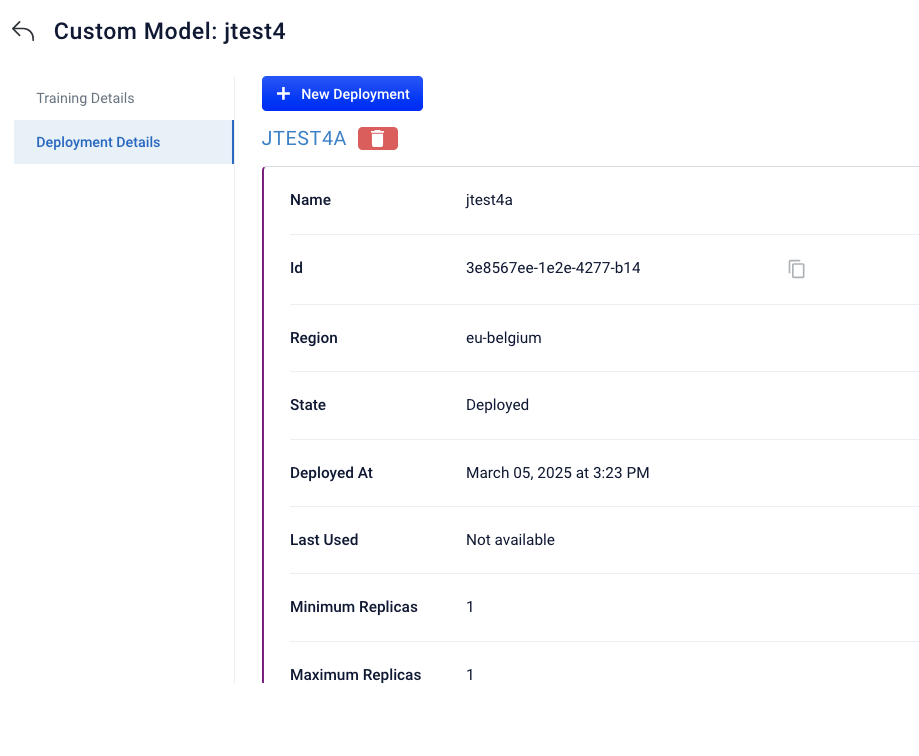 Custom Model: jtest4
Training Details
Deployment Details
New Deployment
JTEST4A
Name jtest4a
Id 3e8567ee-1e2e-4277-b14
Region eu-belgium
State Deployed
Deployed At March 05, 2025 at 3:23 PM
Last Used Not available
Minimum Replicas 1
Maximum Replicas 1